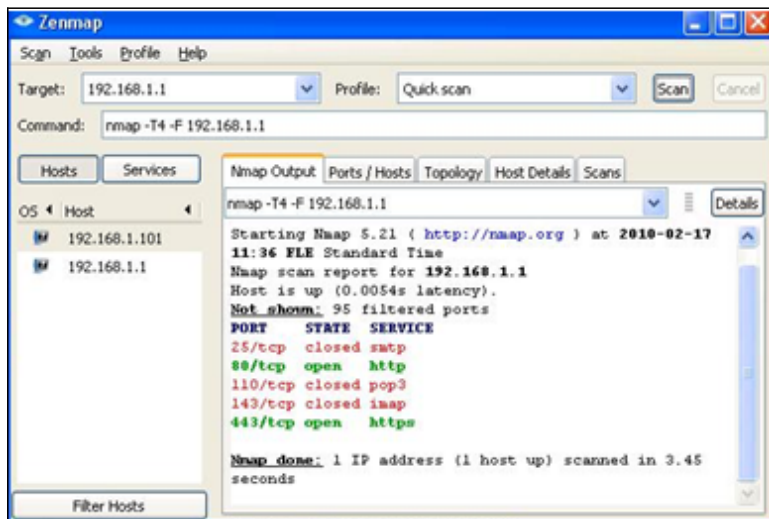 Zenmap
Scan Tools Profile Help
Target: 192.168.1.1 Profile: Quick scan Scan Cancel
Command: nmap -T4 -F 192.168.1.1
Hosts Services
Nmap Output Ports / Hosts Topology Host Details Scans
OS Host
192.168.1.101
192.168.1.1
Filter Hosts
nmap -T4 -F 192.168.1.1 Details
Starting Nmap 5.21 ( http://nmap.org ) at 2010-02-17
11:36 FLE Standard Time
Nmap scan report for 192.168.1.1
Host is up (0.0054s latency).
Not shown: 95 filtered ports
PORT STATE SERVICE
25/tcp closed smtp
80/tcp open http
110/tcp closed pop3
143/tcp closed imap
443/tcp open https
Nmap done: 1 IP address (1 host up) scanned in 3.45
seconds